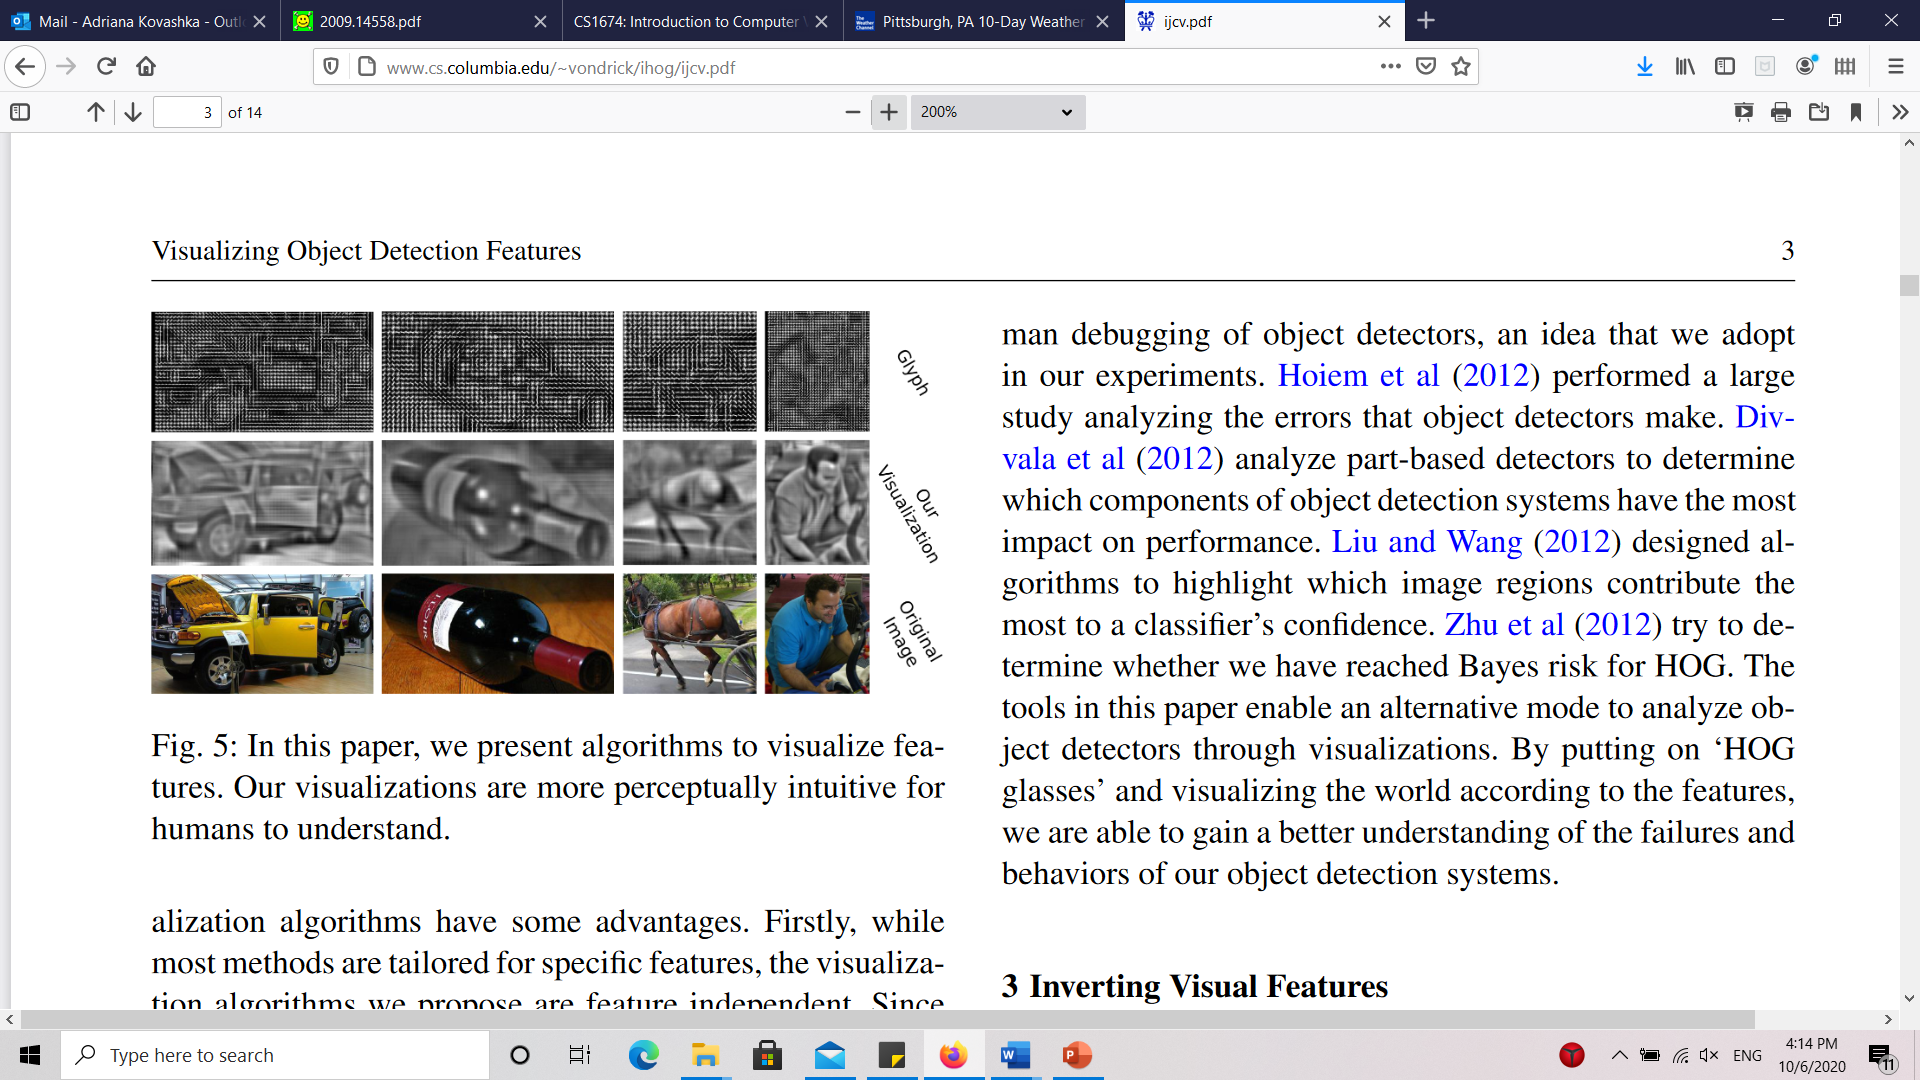 Mail - Adriana Kovashka - Outl
2009.14558.pdf
CS1674: Introduction to Computer V
Pittsburgh, PA 10-Day Weather
ijcv.pdf
www.cs.columbia.edu/~vondrick/ihog/ijcv.pdf
3 of 14
200%
Visualizing Object Detection Features
3
Glyph
Our
Visualization
Original
Image
Fig. 5: In this paper, we present algorithms to visualize fea-
tures. Our visualizations are more perceptually intuitive for
humans to understand.
alization algorithms have some advantages. Firstly, while
most methods are tailored for specific features, the visualiza-
tion algorithms we propose are feature independent. Since
man debugging of object detectors, an idea that we adopt
in our experiments. Hoiem et al (2012) performed a large
study analyzing the errors that object detectors make. Div-
vala et al (2012) analyze part-based detectors to determine
which components of object detection systems have the most
impact on performance. Liu and Wang (2012) designed al-
gorithms to highlight which image regions contribute the
most to a classifier's confidence. Zhu et al (2012) try to de-
termine whether we have reached Bayes risk for HOG. The
tools in this paper enable an alternative mode to analyze ob-
ject detectors through visualizations. By putting on ‘HOG
glasses’ and visualizing the world according to the features,
we are able to gain a better understanding of the failures and
behaviors of our object detection systems.
3 Inverting Visual Features
Type here to search
ENG
4:14 PM
10/6/2020
11